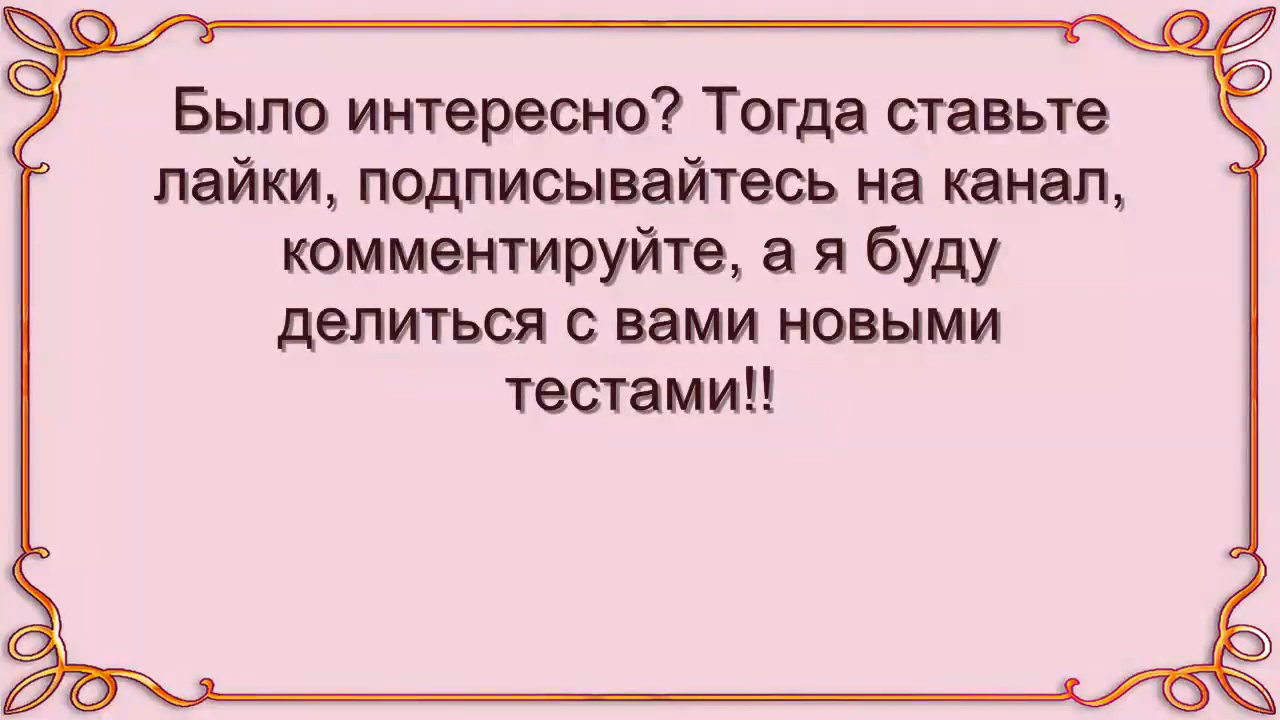 Было интересно? Тогда ставьте
лайки, подписывайтесь на канал,
комментируйте, а я буду
делиться с вами новыми
тестами!!